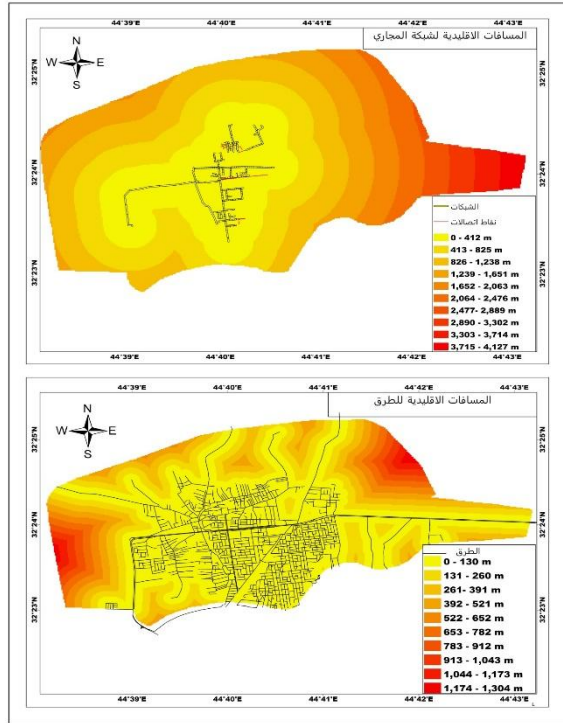 المسافات الاقليدية لشبكة المجاري
44°39'E 44°40'E 44°41'E 44°42'E 44°43'E
N
W E
S
32°25'N 32°25'N
32°24'N 32°24'N
32°23'N 32°23'N
الشبكات
نقاط اتصالات
0 - 412 m
413 - 825 m
826 - 1,238 m
1,239 - 1,651 m
1,652 - 2,063 m
2,064 - 2,476 m
2,477- 2,889 m
2,890 - 3,302 m
3,303 - 3,714 m
3,715 - 4,127 m
44°39'E 44°40'E 44°41'E 44°42'E 44°43'E
44°39'E 44°40'E 44°41'E 44°42'E 44°43'E
المسافات الاقليدية للطرق
N
W E
S
32°25'N 32°25'N
32°24'N 32°24'N
32°23'N 32°23'N
الطرق
0 - 130 m
131 - 260 m
261- 391 m
392 - 521 m
522 - 652 m
653 - 782 m
783 - 912 m
913 - 1,043 m
1,044 - 1,173 m
1,174 - 1,304 m
44°39'E 44°40'E 44°41'E 44°42'E 44°43'E